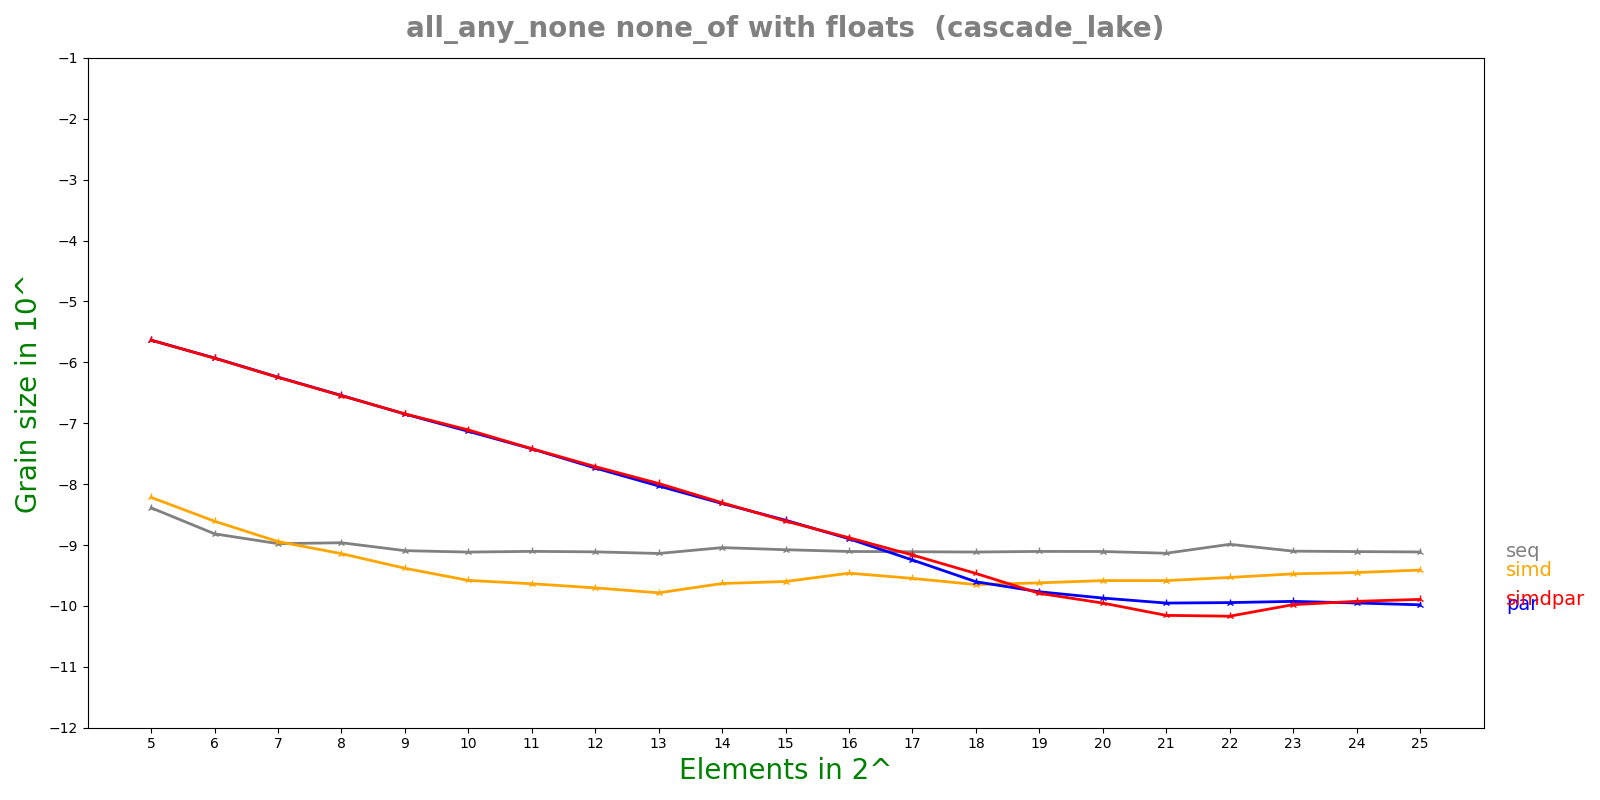 all_any_none none_of with floats  (cascade_lake)
−1
−2
−3
−4
−5
−6
−7
−8
−9
−10
−11
−12
Grain size in 10^
5 6 7 8 9 10 11 12 13 14 15 16 17 18 19 20 21 22 23 24 25
Elements in 2^
seq
simd
simdpar
par